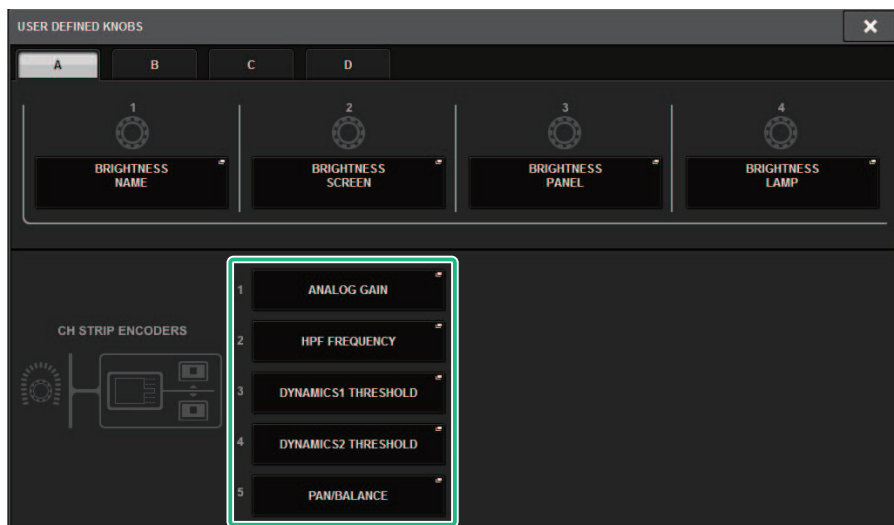 USER DEFINED KNOBS
A B C D
1 2 3 4
BRIGHTNESS BRIGHTNESS BRIGHTNESS BRIGHTNESS
NAME SCREEN PANEL LAMP
1 ANALOG GAIN
CH STRIP ENCODERS
2 HPF FREQUENCY
3 DYNAMICS1 THRESHOLD
4 DYNAMICS2 THRESHOLD
5 PAN/BALANCE